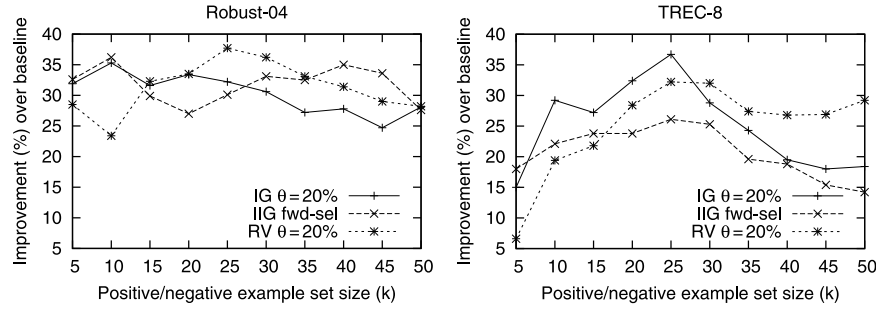 Robust-04
Improvement (%) over baseline
40
35
30
25
20
15
10
5
IG θ=20%
IIG fwd-sel
RV θ=20%
5 10 15 20 25 30 35 40 45 50
Positive/negative example set size (k)
TREC-8
Improvement (%) over baseline
40
35
30
25
20
15
10
5
IG θ=20%
IIG fwd-sel
RV θ=20%
5 10 15 20 25 30 35 40 45 50
Positive/negative example set size (k)